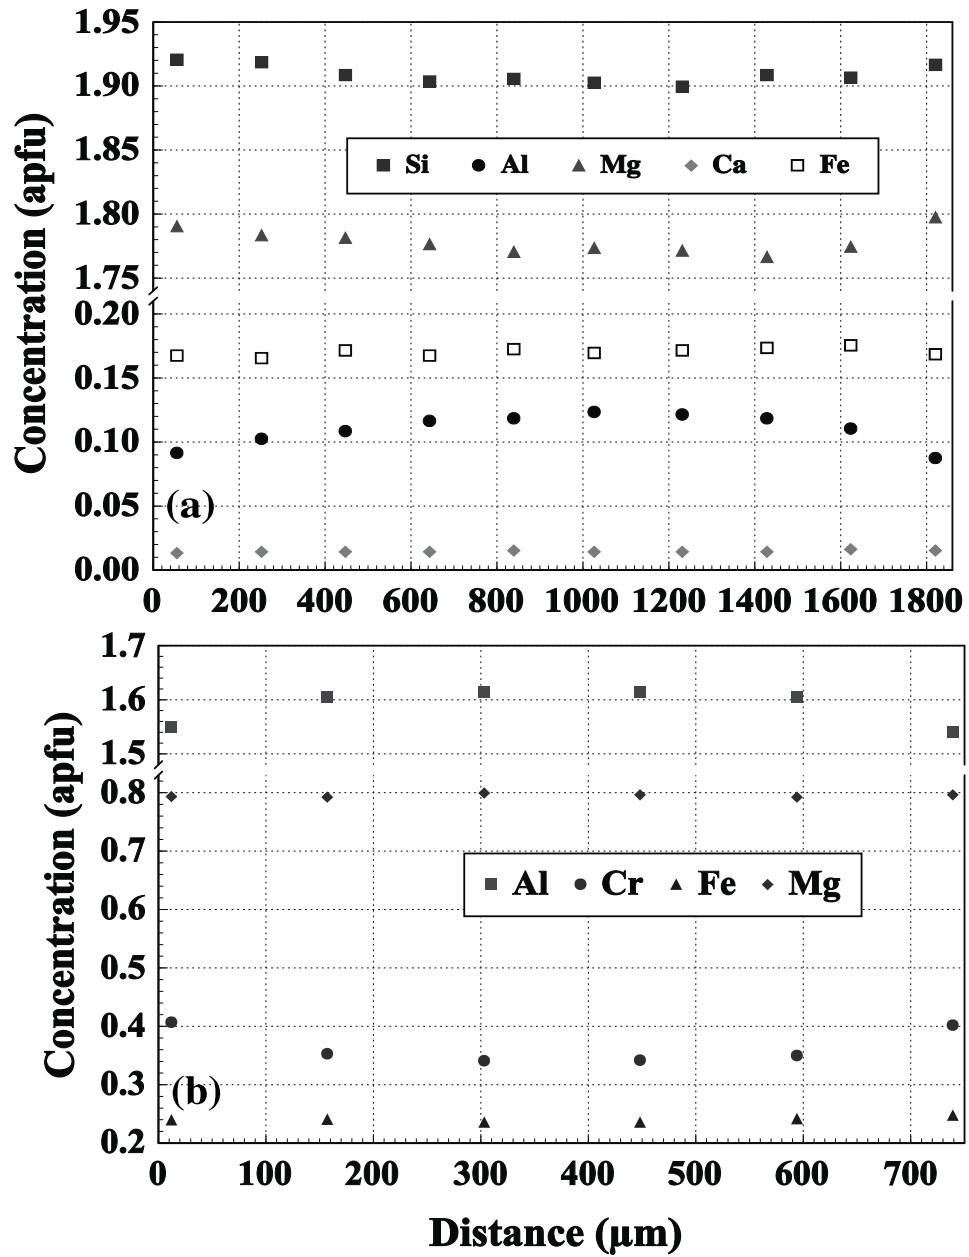 1.95
1.90
1.85
Si Al Mg Ca Fe
1.80
1.75
0.20
0.15
0.10
0.05
0.00
Concentration (apfu)
(a)
0 200 400 600 800 1000 1200 1400 1600 1800
1.7
1.6
1.5
0.8
0.7
Al Cr Fe Mg
0.6
0.5
0.4
0.3
0.2
Concentration (apfu)
(b)
0 100 200 300 400 500 600 700
Distance (µm)